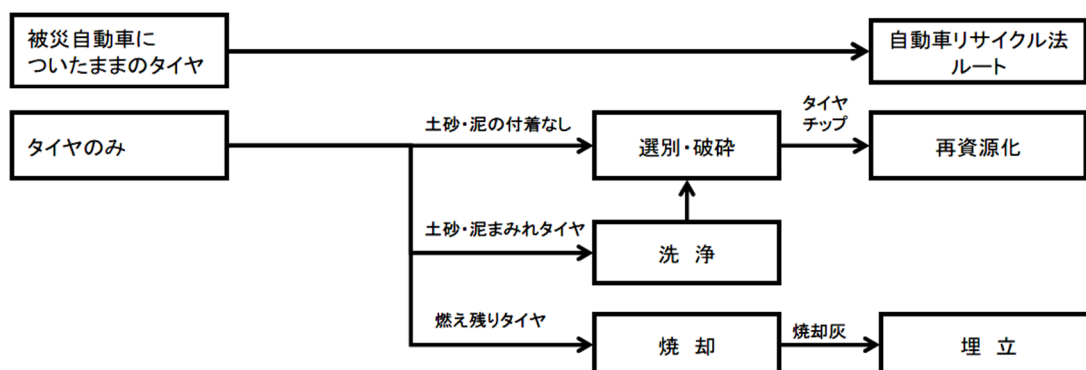 被災自動車に
ついたままのタイヤ
自動車リサイクル法
ルート
タイヤのみ
土砂・泥の付着なし
選別・破砕
タイヤ
チップ
再資源化
土砂・泥まみれタイヤ
洗 浄
燃え残りタイヤ
焼 却
焼却灰
埋 立